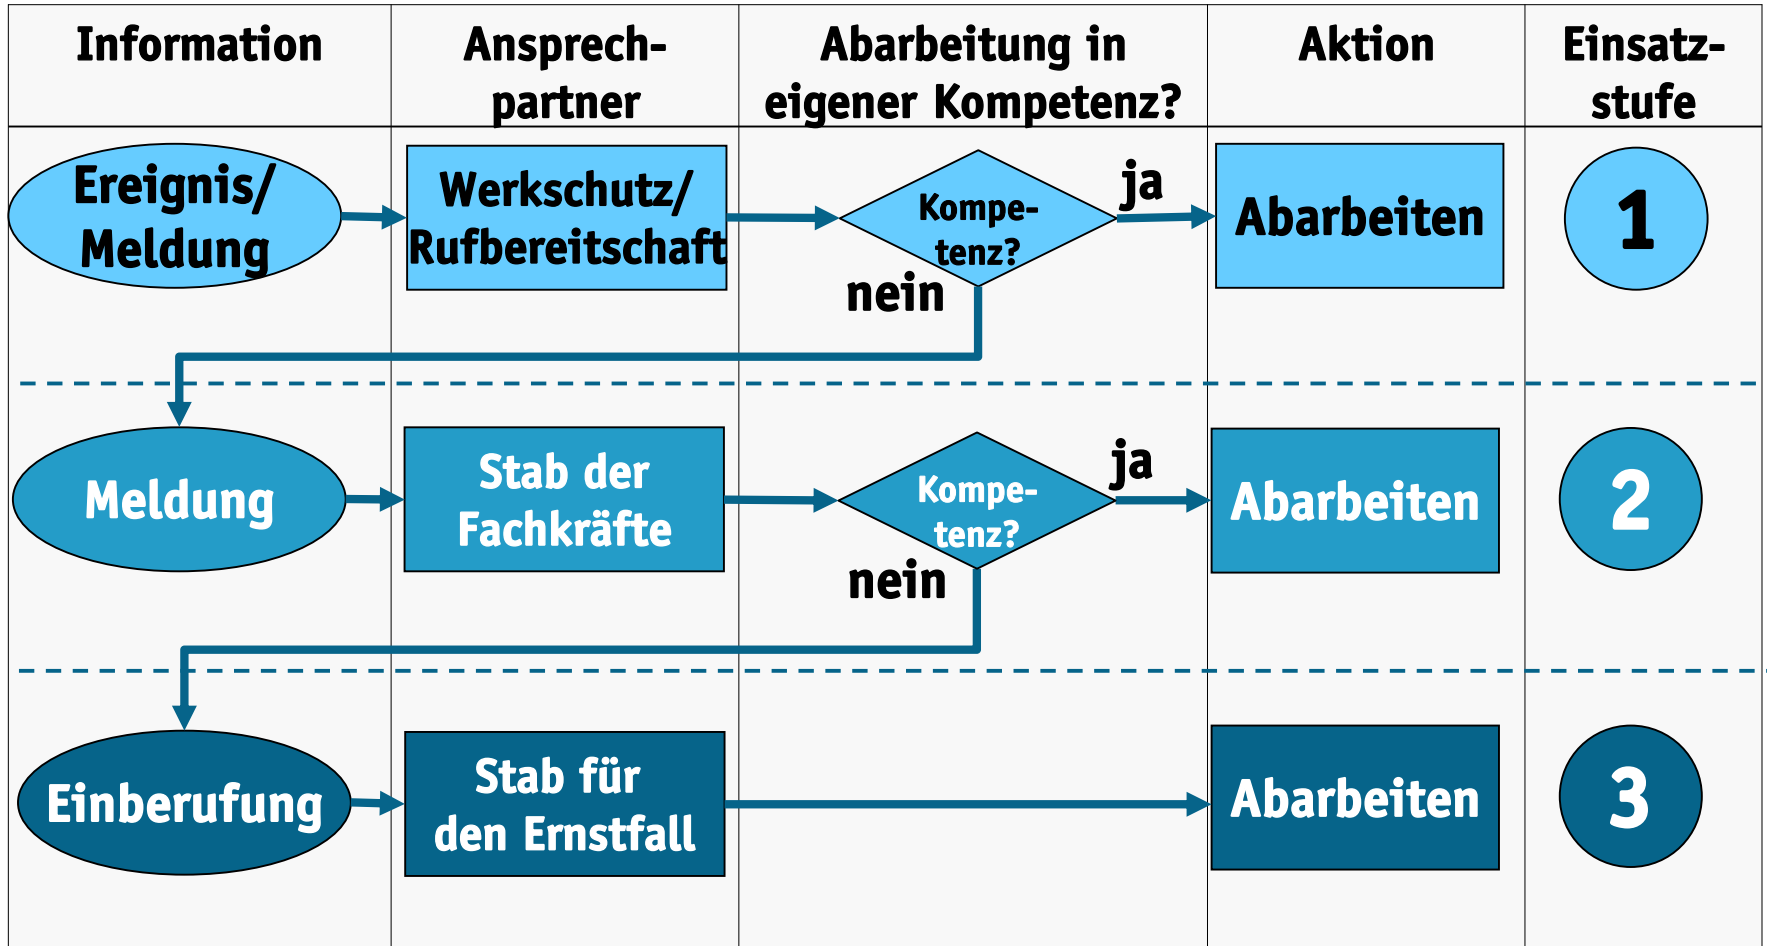 Information
Ansprech-
partner
Abarbeitung in
eigener Kompetenz?
Aktion
Einsatz-
stufe
Ereignis/
Meldung
Werkschutz/
Rufbereitschaft
Kompe-
tenz?
ja
nein
Abarbeiten
1
Meldung
Stab der
Fachkräfte
Kompe-
tenz?
ja
nein
Abarbeiten
2
Einberufung
Stab für
den Ernstfall
Abarbeiten
3